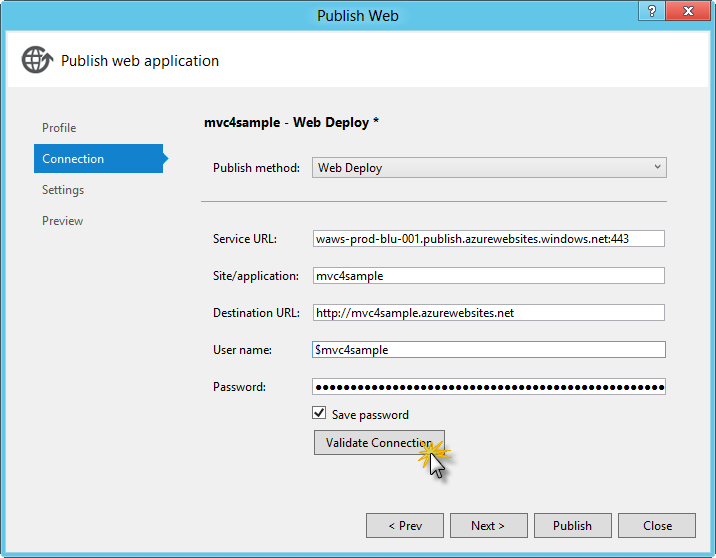 Publish Web
?
Publish web application
Profile
Connection
Settings
Preview
mvc4sample - Web Deploy *
Publish method: Web Deploy
Service URL: waws-prod-blu-001.publish.azurewebsites.windows.net:443
Site/application: mvc4sample
Destination URL: http://mvc4sample.azurewebsites.net
User name: $mvc4sample
Password:
Save password
Validate Connection
< Prev
Next >
Publish
Close